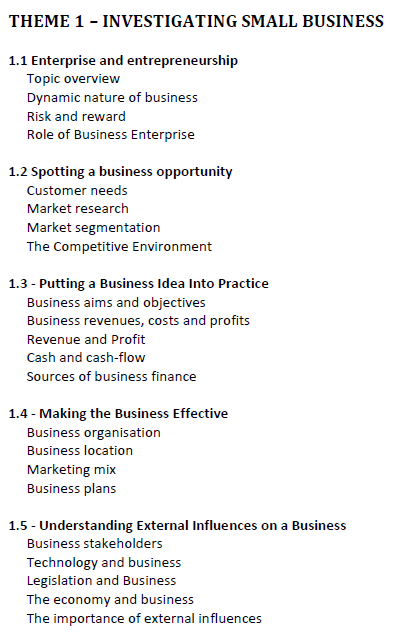 THEME 1 – INVESTIGATING SMALL BUSINESS
1.1 Enterprise and entrepreneurship
Topic overview
Dynamic nature of business
Risk and reward
Role of Business Enterprise
1.2 Spotting a business opportunity
Customer needs
Market research
Market segmentation
The Competitive Environment
1.3 - Putting a Business Idea Into Practice
Business aims and objectives
Business revenues, costs and profits
Revenue and Profit
Cash and cash-flow
Sources of business finance
1.4 - Making the Business Effective
Business organisation
Business location
Marketing mix
Business plans
1.5 - Understanding External Influences on a Business
Business stakeholders
Technology and business
Legislation and Business
The economy and business
The importance of external influences